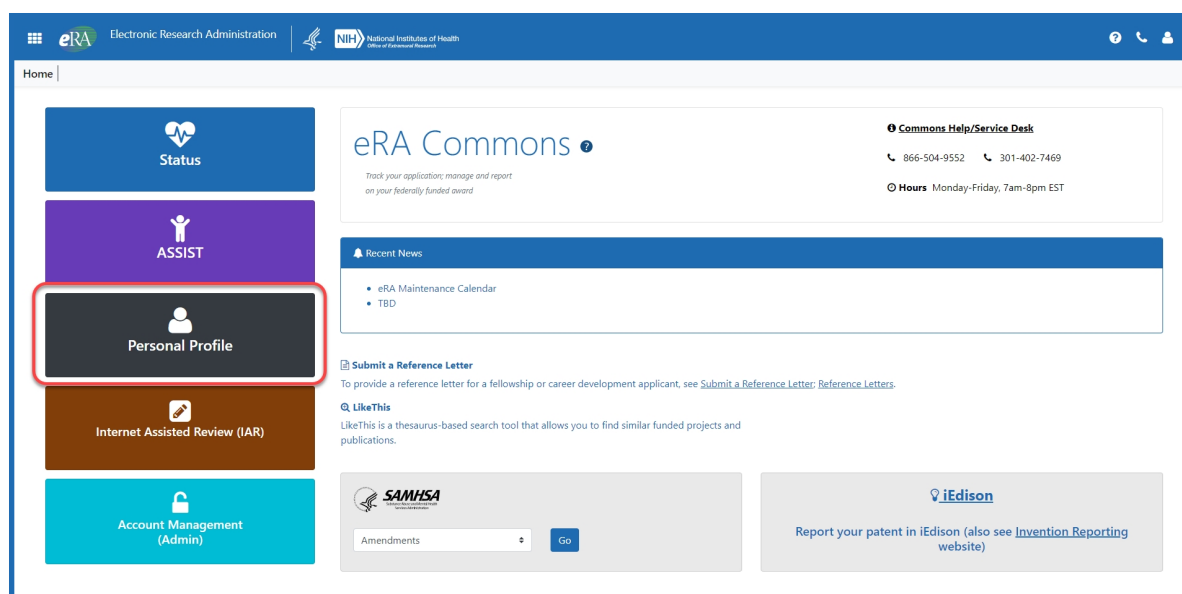 eRA
Electronic Research Administration
NIH
National Institutes of Health
Office of Extramural Research
Home
Status
ASSIST
Personal Profile
Internet Assisted Review (IAR)
Account Management
(Admin)
eRA Commons
Track your application; manage and report
on your federally funded award
Commons Help/Service Desk
866-504-9552 301-402-7469
Hours Monday-Friday, 7am-8pm EST
Recent News
eRA Maintenance Calendar
TBD
Submit a Reference Letter
To provide a reference letter for a fellowship or career development applicant, see Submit a Reference Letter; Reference Letters.
LikeThis
LikeThis is a thesaurus-based search tool that allows you to find similar funded projects and
publications.
SAMHSA
Amendments
Go
iEdison
Report your patent in iEdison (also see Invention Reporting
website)